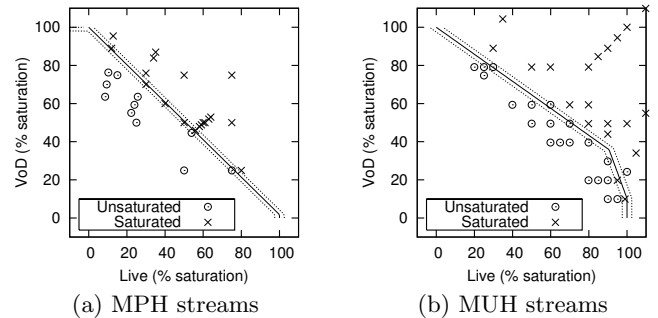 100
80
60
40
20
0
VoD (% saturation)
Unsaturated
Saturated
0 20 40 60 80 100
Live (% saturation)
(a) MPH streams
100
80
60
40
20
0
VoD (% saturation)
Unsaturated
Saturated
0 20 40 60 80 100
Live (% saturation)
(b) MUH streams